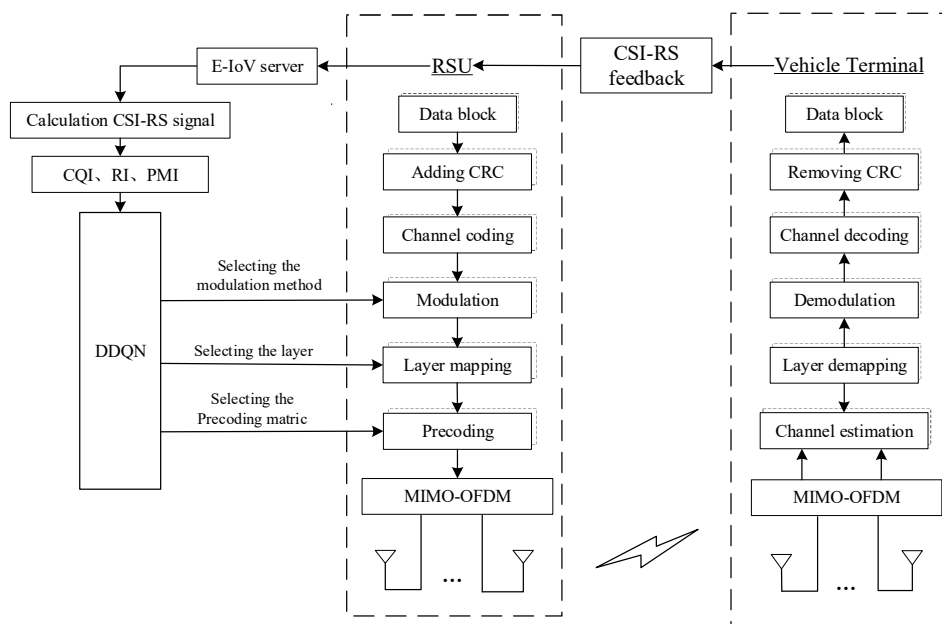 E-IoV server
RSU
CSI-RS
feedback
Vehicle Terminal
Calculation CSI-RS signal
CQI、RI、PMI
DDQN
Selecting the
modulation method
Selecting the layer
Selecting the
Precoding matric
Data block
Adding CRC
Channel coding
Modulation
Layer mapping
Precoding
MIMO-OFDM
...
Data block
Removing CRC
Channel decoding
Demodulation
Layer demapping
Channel estimation
MIMO-OFDM
...